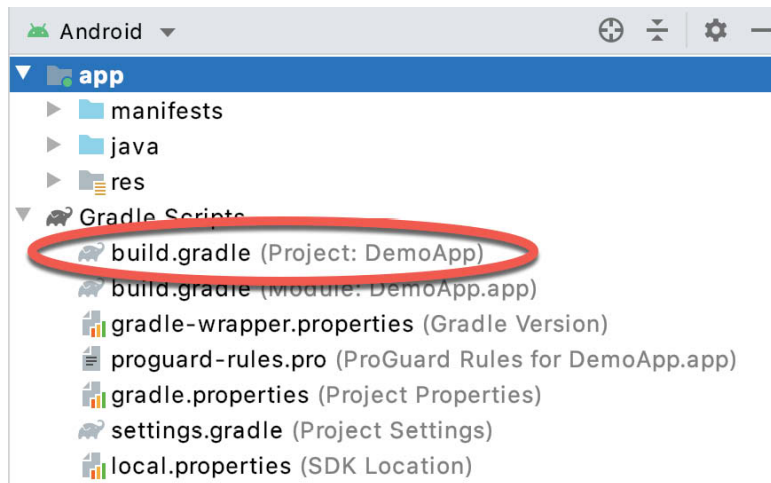 Android
app
manifests
java
res
Gradle Scripts
build.gradle (Project: DemoApp)
build.gradle (Module: DemoApp.app)
gradle-wrapper.properties (Gradle Version)
proguard-rules.pro (ProGuard Rules for DemoApp.app)
gradle.properties (Project Properties)
settings.gradle (Project Settings)
local.properties (SDK Location)